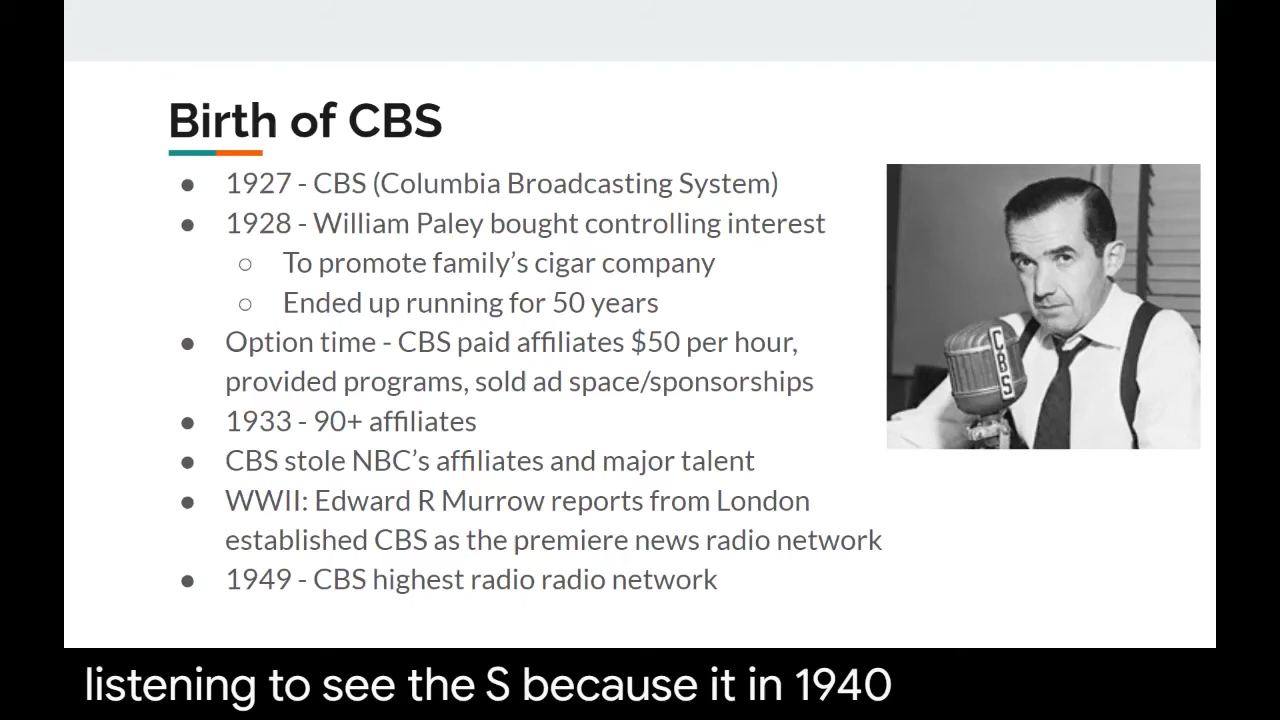 Birth of CBS
● 1927 - CBS (Columbia Broadcasting System)
● 1928 - William Paley bought controlling interest
○ To promote family's cigar company
○ Ended up running for 50 years
● Option time - CBS paid affiliates $50 per hour,
provided programs, sold ad space/sponsorships
● 1933 - 90+ affiliates
● CBS stole NBC's affiliates and major talent
● WWII: Edward R Murrow reports from London
established CBS as the premiere news radio network
● 1949 - CBS highest radio radio network
CBS
listening to see the S because it in 1940